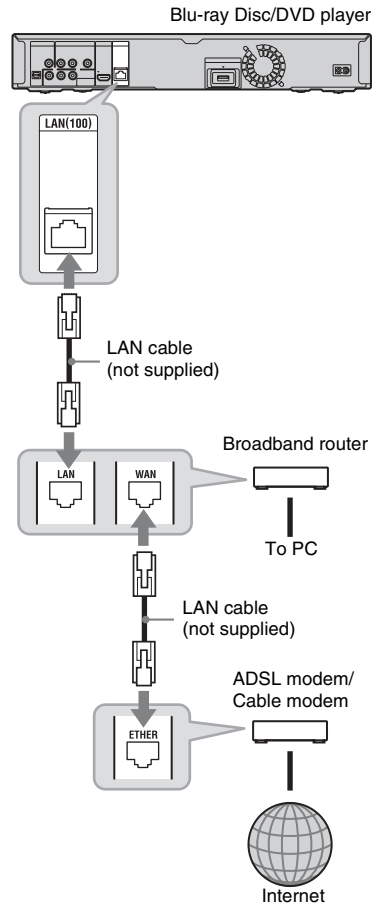 Blu-ray Disc/DVD player
LAN(100)
LAN cable
(not supplied)
Broadband router
LAN
WAN
To PC
LAN cable
(not supplied)
ADSL modem/
Cable modem
ETHER
Internet